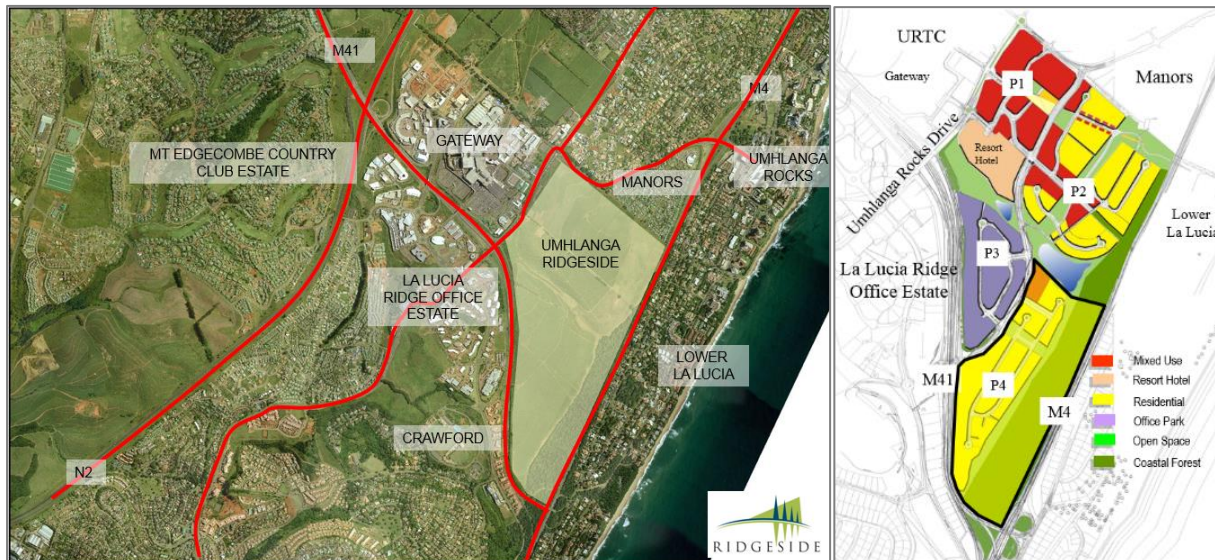 M41
M4
GATEWAY
MT EDGECOMBE COUNTRY
CLUB ESTATE
UMHLANGA
ROCKS
MANORS
UMHLANGA
RIDGESIDE
LA LUCIA
RIDGE OFFICE
ESTATE
LOWER
LA LUCIA
CRAWFORD
N2
RIDGESIDE
URTC
Gateway
Manors
P1
Umhlanga Rocks Drive
Resort
Hotel
P2
Lower
La Lucia
P3
La Lucia Ridge
Office Estate
M41
P4
M4
Mixed Use
Resort Hotel
Residential
Office Park
Open Space
Coastal Forest